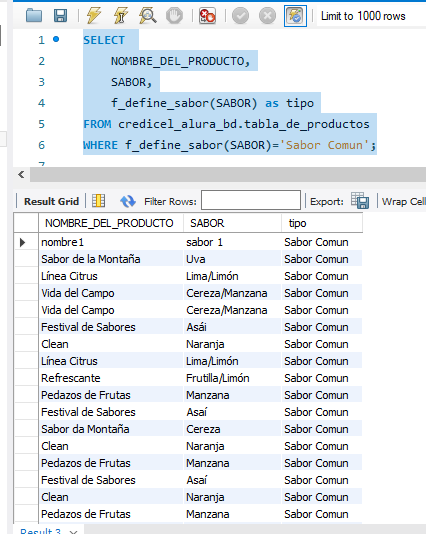 Limit to 1000 rows
1 SELECT
2 NOMBRE_DEL_PRODUCTO,
3 SABOR,
4 f_define_sabor(SABOR) as tipo
5 FROM credicel_alura_bd.tabla_de_productos
6 WHERE f_define_sabor(SABOR)='Sabor Comun';
7
Result Grid Filter Rows: Export: Wrap Cell
NOMBRE_DEL_PRODUCTO SABOR tipo
nombre1 sabor 1 Sabor Comun
Sabor de la Montaña Uva Sabor Comun
Línea Citrus Lima/Limón Sabor Comun
Vida del Campo Cereza/Manzana Sabor Comun
Vida del Campo Cereza/Manzana Sabor Comun
Festival de Sabores Asái Sabor Comun
Clean Naranja Sabor Comun
Línea Citrus Lima/Limón Sabor Comun
Refrescante Frutilla/Limón Sabor Comun
Pedazos de Frutas Manzana Sabor Comun
Festival de Sabores Asaí Sabor Comun
Sabor da Montaña Cereza Sabor Comun
Clean Naranja Sabor Comun
Pedazos de Frutas Manzana Sabor Comun
Festival de Sabores Asaí Sabor Comun
Clean Naranja Sabor Comun
Pedazos de Frutas Manzana Sabor Comun
Result 3